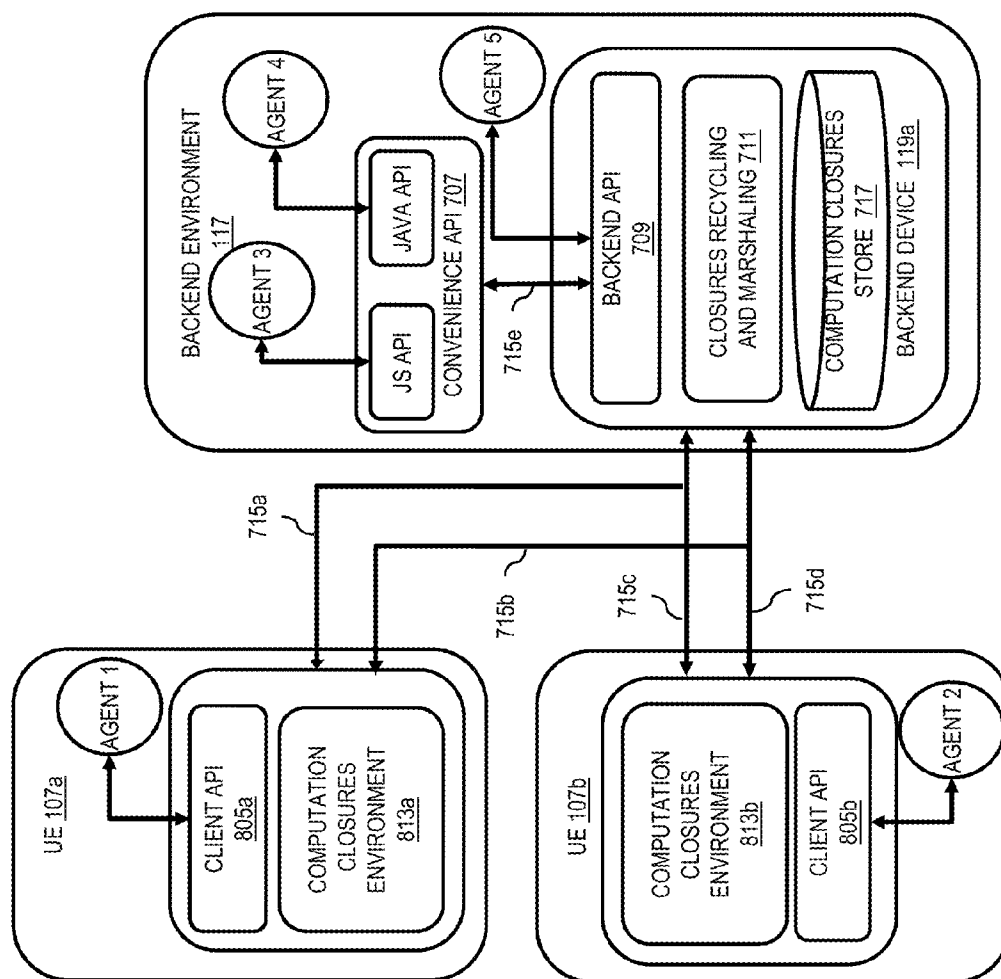 BACKEND ENVIRONMENT
117
AGENT 3
AGENT 4
AGENT 5
JS API
JAVA API
CONVENIENCE API 707
715e
BACKEND API
709
CLOSURES RECYCLING
AND MARSHALING 711
COMPUTATION CLOSURES
STORE 717
BACKEND DEVICE 119a
715a
715b
715c
715d
UE 107a
AGENT 1
CLIENT API
805a
COMPUTATION
CLOSURES
ENVIRONMENT
813a
UE 107b
COMPUTATION
CLOSURES
ENVIRONMENT
813b
CLIENT API
805b
AGENT 2